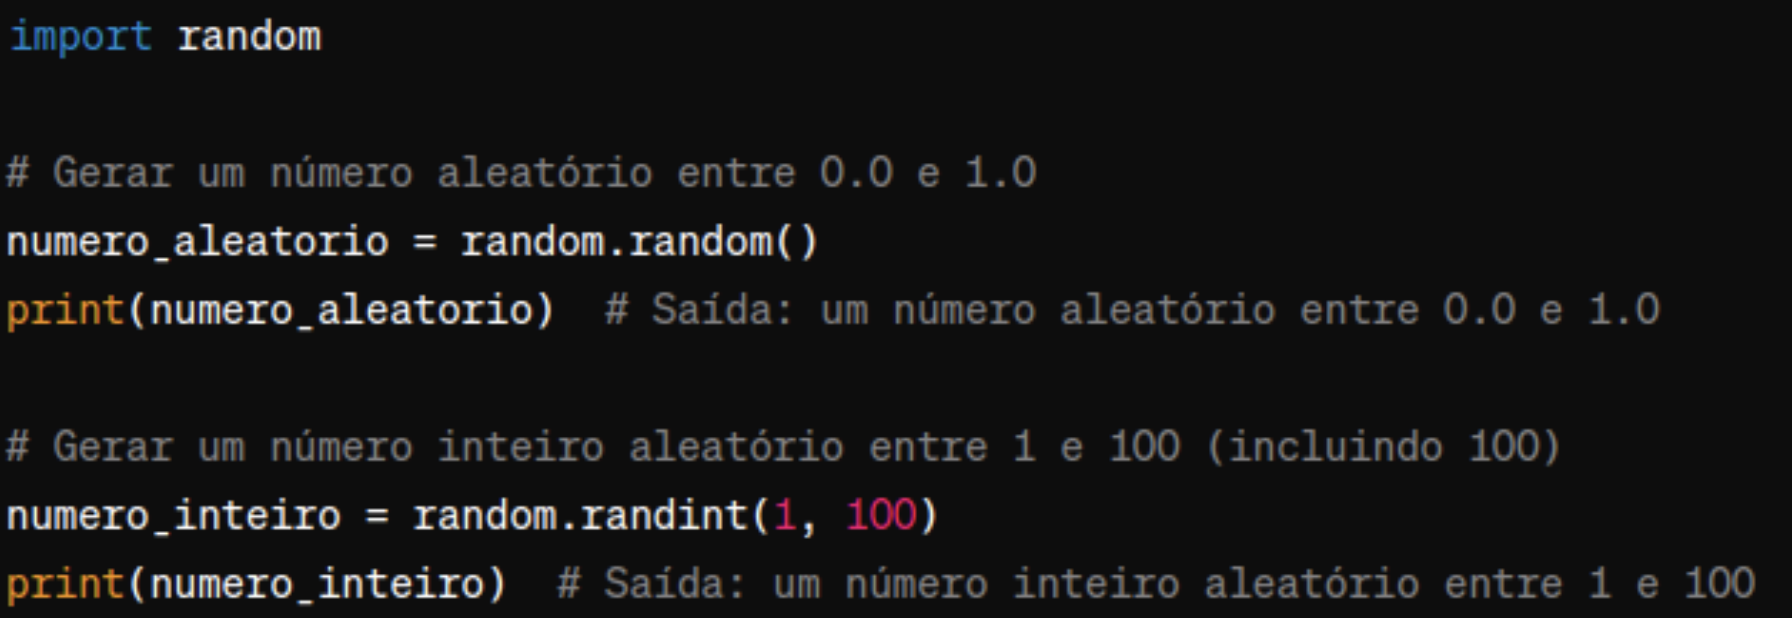 import random
# Gerar um número aleatório entre 0.0 e 1.0
numero_aleatorio = random.random()
print(numero_aleatorio)  # Saída: um número aleatório entre 0.0 e 1.0
# Gerar um número inteiro aleatório entre 1 e 100 (incluindo 100)
numero_inteiro = random.randint(1, 100)
print(numero_inteiro)  # Saída: um número inteiro aleatório entre 1 e 100